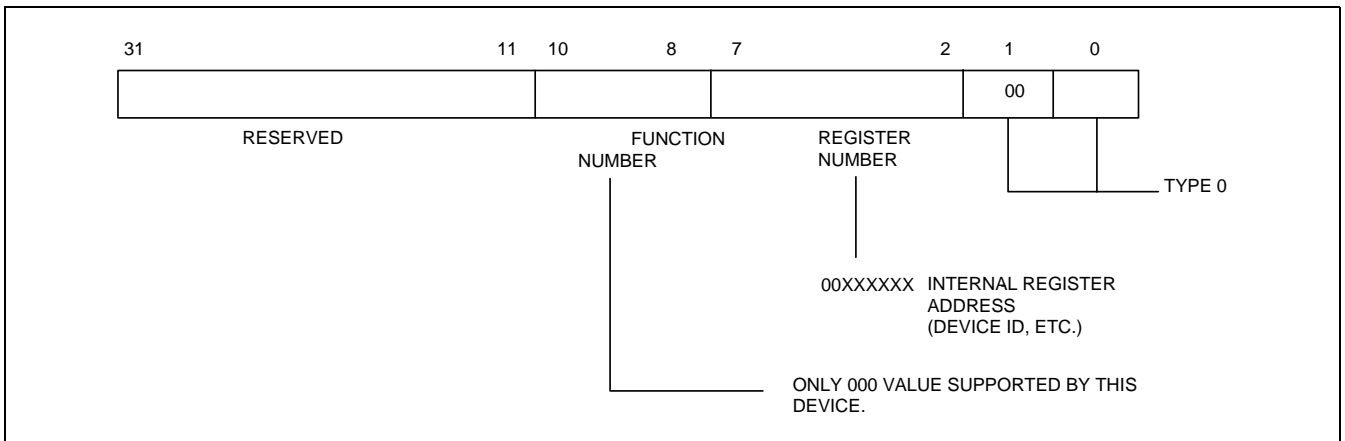 31 11 10 8 7 2 1 0
00
RESERVED FUNCTION REGISTER
NUMBER NUMBER
TYPE 0
00XXXXXX INTERNAL REGISTER
ADDRESS
(DEVICE ID, ETC.)
ONLY 000 VALUE SUPPORTED BY THIS
DEVICE.